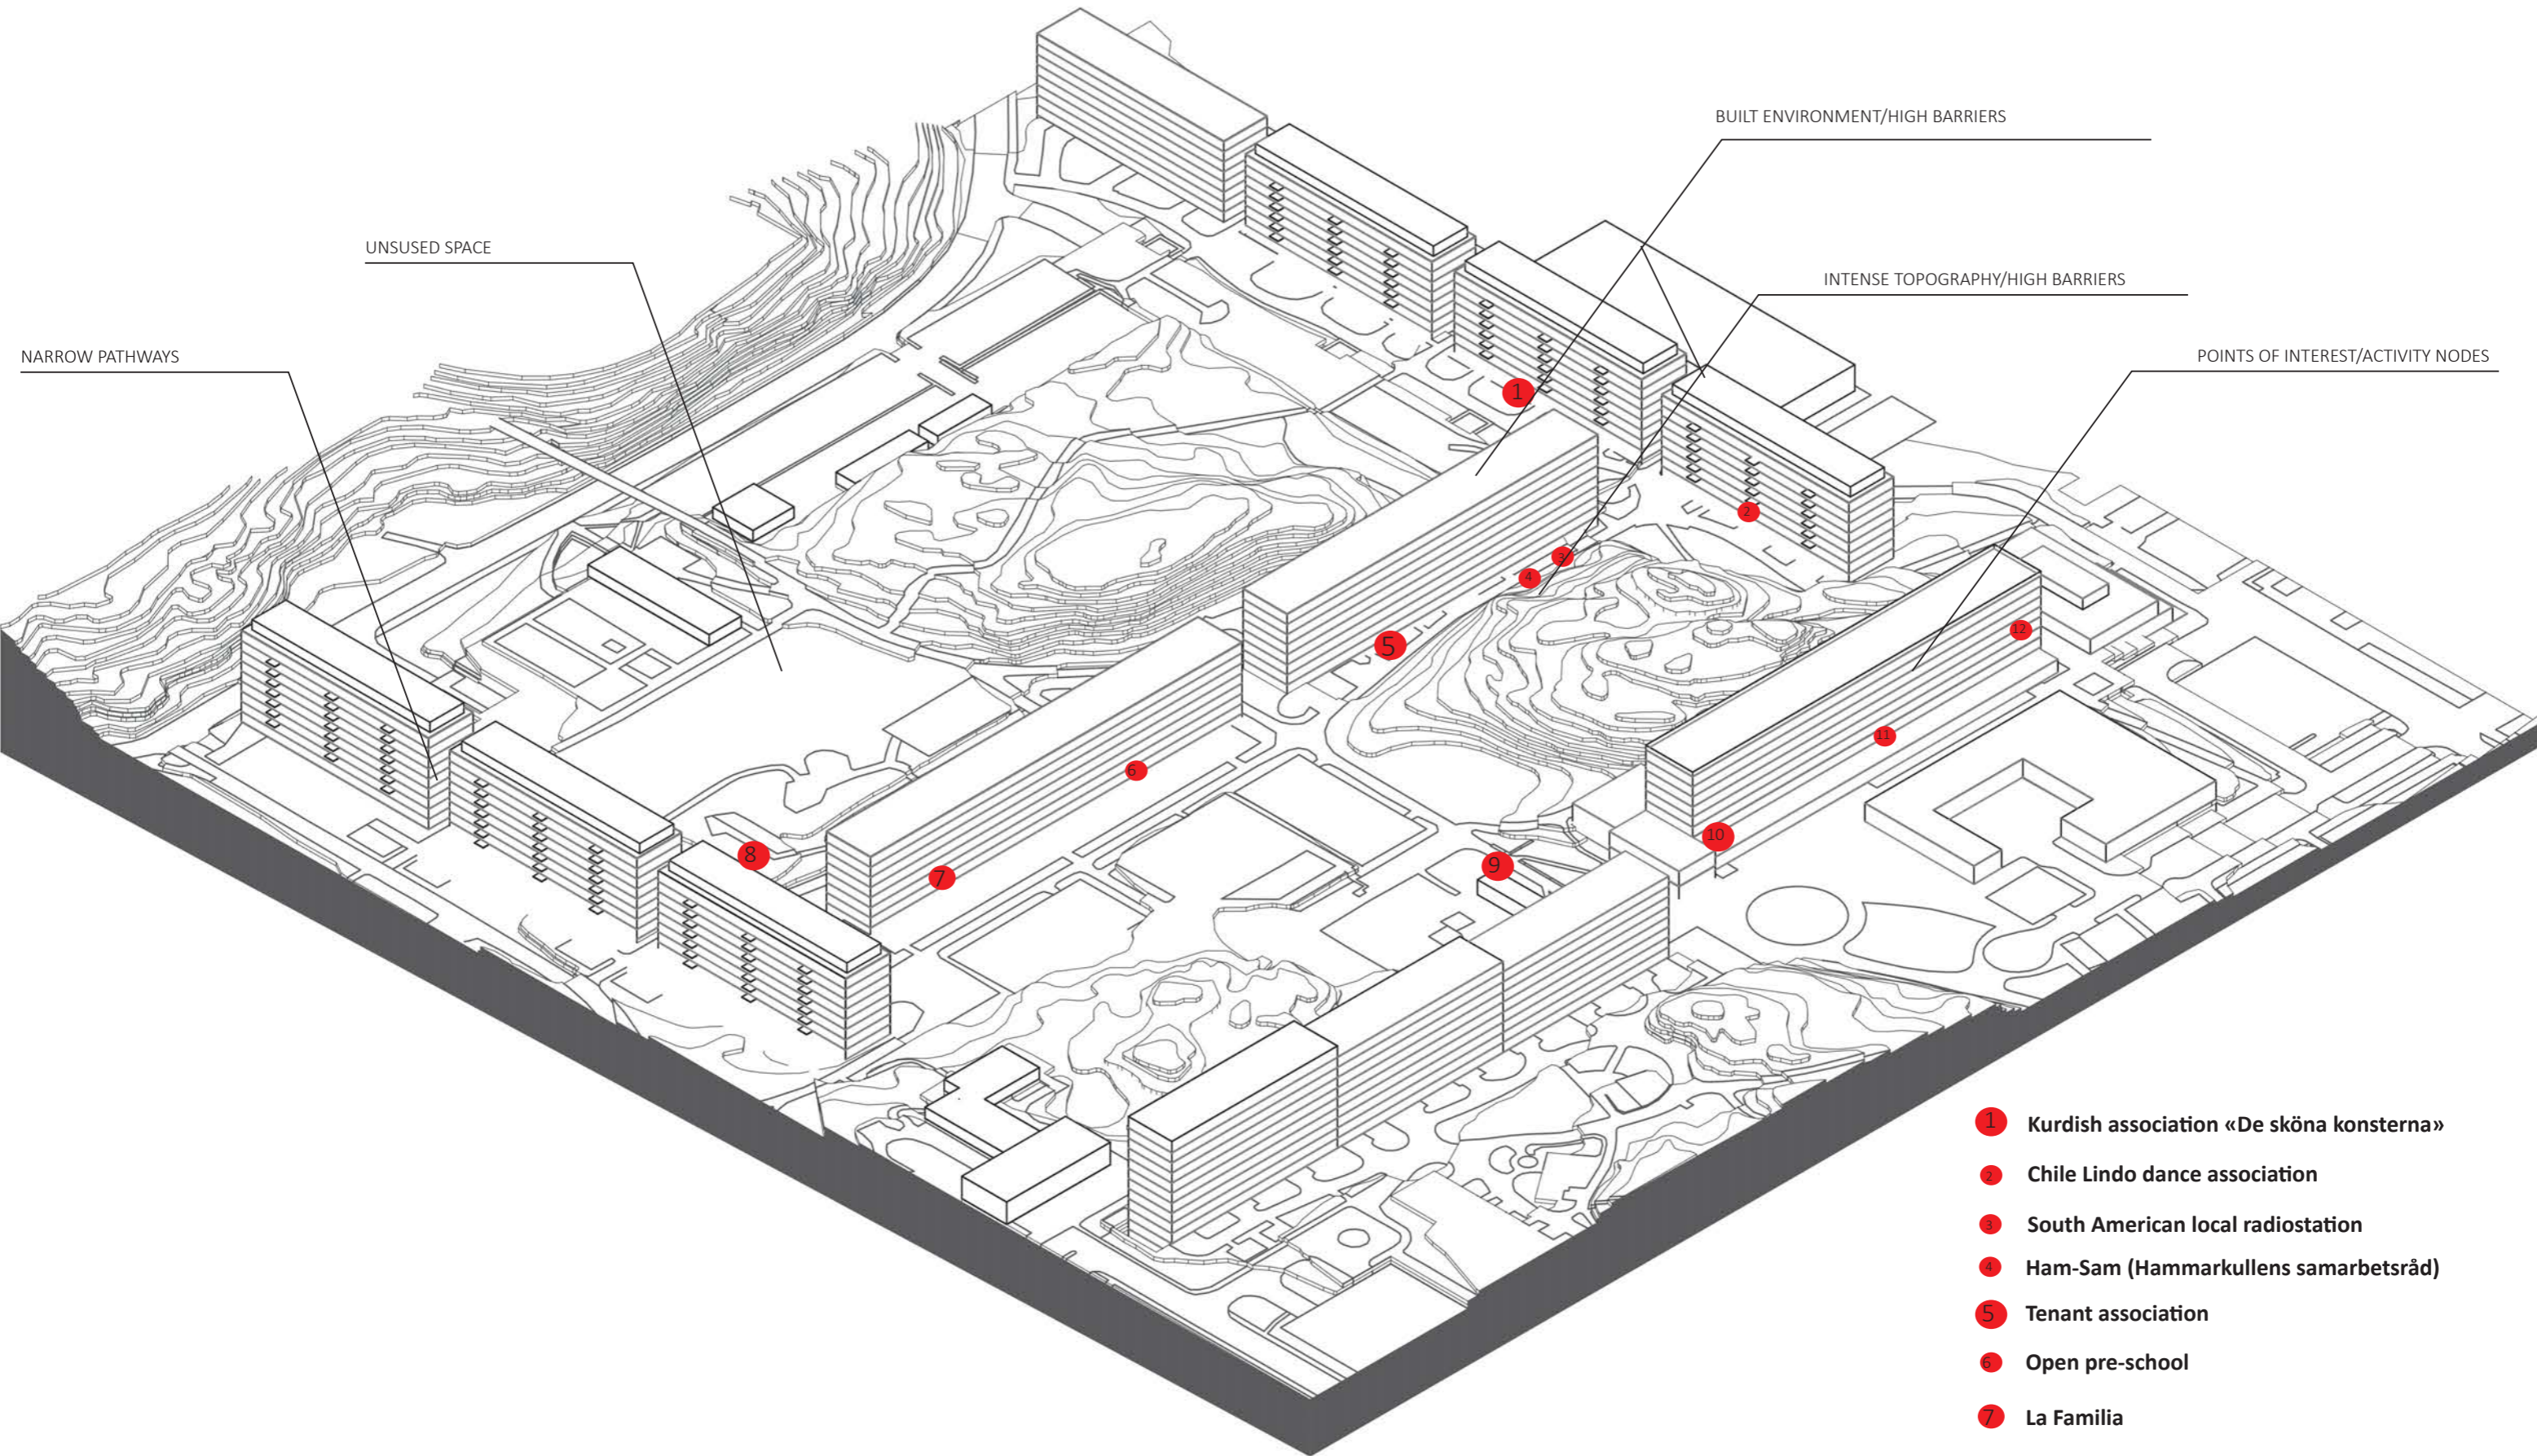 BUILT ENVIRONMENT/HIGH BARRIERS
UNSUSED SPACE
INTENSE TOPOGRAPHY/HIGH BARRIERS
NARROW PATHWAYS
POINTS OF INTEREST/ACTIVITY NODES
1
2
3
4
12
5
11
6
10
8
9
7
1 Kurdish association «De sköna konsterna»
2 Chile Lindo dance association
3 South American local radiostation
4 Ham-Sam (Hammarkullens samarbetsråd)
5 Tenant association
6 Open pre-school
7 La Familia